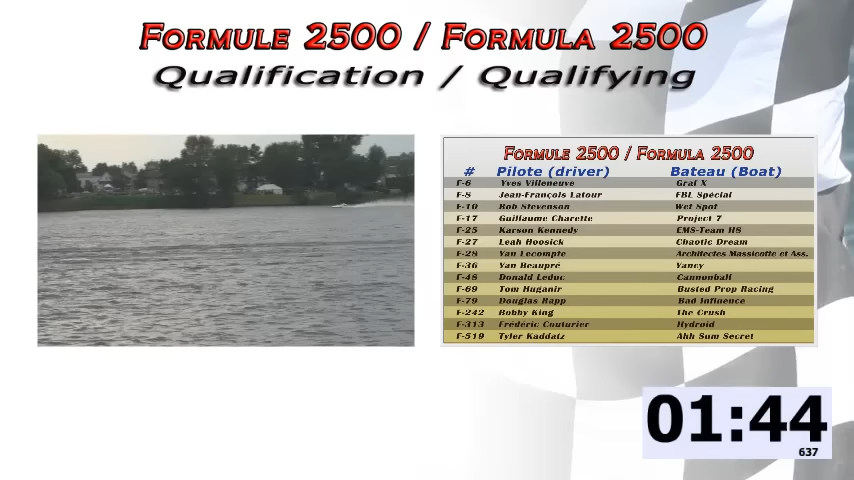 Formule 2500 / Formula 2500
Qualification / Qualifying
Formule 2500 / Formula 2500
# Pilote (driver) Bateau (Boat)
F-6 Yves Villeneuve Graf X
F-8 Jean-François Latour FBL Spécial
F-10 Rob Stevenson Wet Spot
F-17 Guillaume Charette Project 7
F-25 Karson Kennedy EMS-Team HS
F-27 Leah Hoosick Chaotic Dream
F-28 Yan Lecompte Architectes Massicotte et Ass.
F-36 Yan Beaupré Yancy
F-48 Donald Leduc Cannonball
F-69 Tom Huganir Busted Prop Racing
F-79 Douglas Rapp Bad Influence
F-242 Bobby King The Crush
F-313 Frédéric Couturier Hydroid
F-519 Tyler Kaddatz Ahh Sum Secret
01:44
637